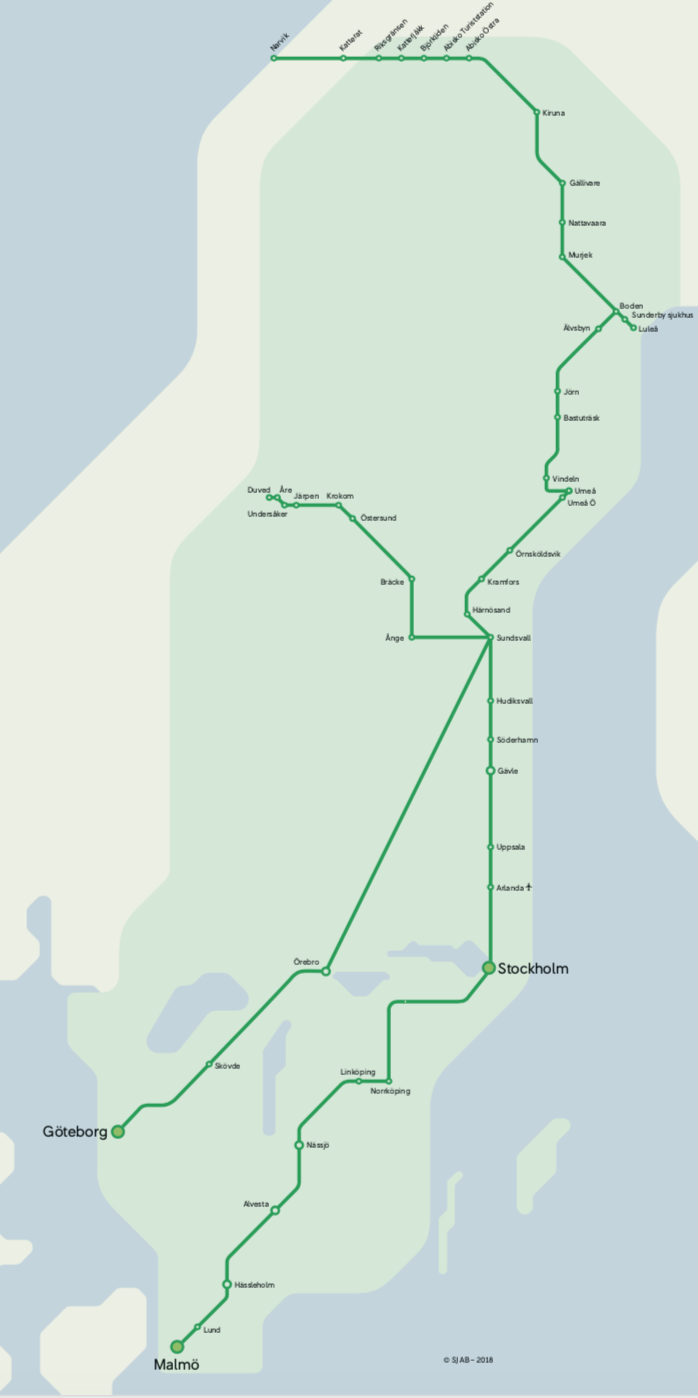 Narvik
Katterat
Riksgränsen
Katterjåkk
Björkliden
Abisko Turiststation
Abisko Östra
Kiruna
Gällivare
Nattavaara
Murjek
Boden
Sunderby sjukhus
Luleå
Älvsbyn
Jörn
Bastuträsk
Vindeln
Umeå
Umeå Ö
Duved
Åre
Järpen
Krokom
Undersåker
Östersund
Örnsköldsvik
Bräcke
Kramfors
Härnösand
Ånge
Sundsvall
Hudiksvall
Söderhamn
Gävle
Uppsala
Arlanda
Örebro
Stockholm
Skövde
Linköping
Norrköping
Göteborg
Nässjö
Alvesta
Hässleholm
Lund
Malmö
© SJ AB – 2018